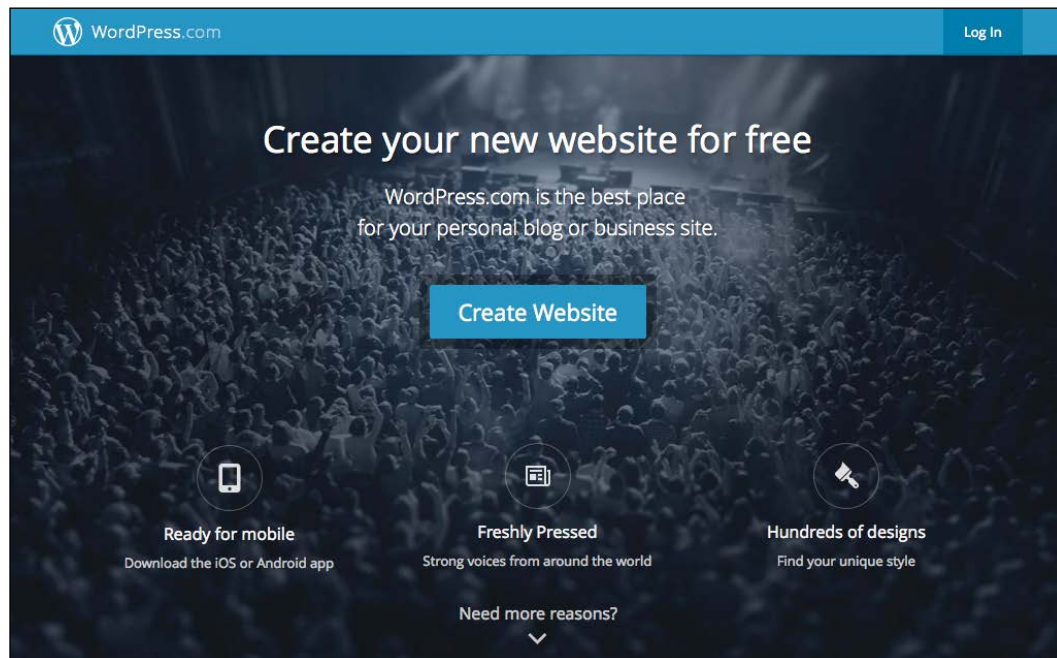 WordPress.com
Log In
Create your new website for free
WordPress.com is the best place
for your personal blog or business site.
Create Website
Ready for mobile
Download the iOS or Android app
Freshly Pressed
Strong voices from around the world
Hundreds of designs
Find your unique style
Need more reasons?